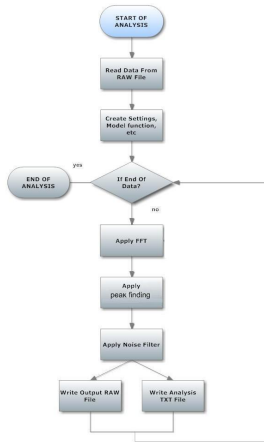 START OF
ANALYSIS
Read Data From
RAW File
Create Settings,
Model function,
etc
yes
END OF
ANALYSIS
If End Of
Data?
no
Apply FFT
Apply
peak finding
Apply Noise Filter
Write Output RAW
File
Write Analysis
TXT File